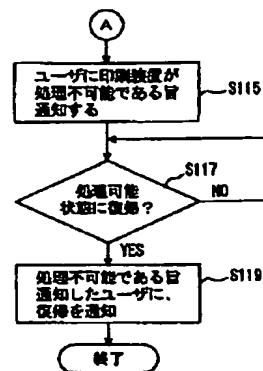 A
ユーザに印刷装置が
処理不可能である旨
通知する
S115
処理可能
状態に復帰?
S117
NO
YES
処理不可能である旨
通知したユーザに、
復帰を通知
S119
終了